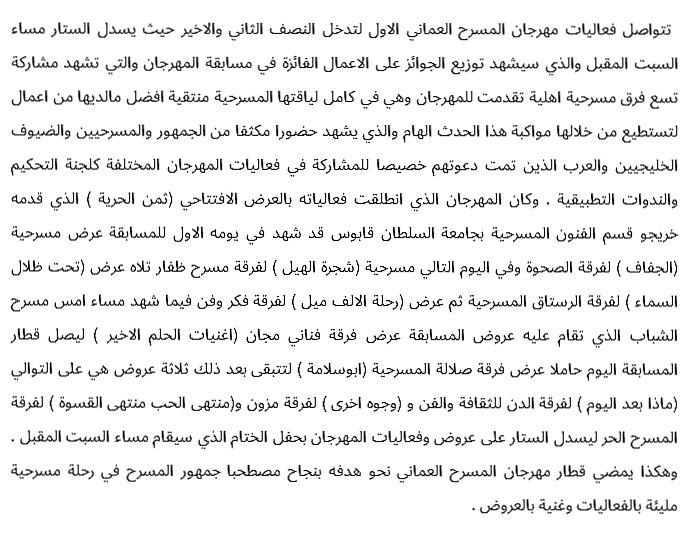 تتواصل فعاليات مهرجان المسرح العماني الاول لتدخل النصف الثاني والاخير حيث يسدل الستار مساء
السبت المقبل والذي سيشهد توزيع الجوائز على الاعمال الفائزة في مسابقة المهرجان والتي تشهد مشاركة
تسع فرق مسرحية اهلية تقدمت للمهرجان وهي في كامل لياقتها المسرحية منتقية افضل مالديها من اعمال
لتستطيع من خلالها مواكبة هذا الحدث الهام والذي يشهد حضورا مكثفا من الجمهور والمسرحيين والضيوف
الخليجيين والعرب الذين تمت دعوتهم خصيصا للمشاركة في فعاليات المهرجان المختلفة كلجنة التحكيم
والندوات التطبيقية . وكان المهرجان الذي انطلقت فعالياته بالعرض الافتتاحي (ثمن الحرية ) الذي قدمه
خريجو قسم الفنون المسرحية بجامعة السلطان قابوس قد شهد في يومه الاول للمسابقة عرض مسرحية
(الجفاف ) لفرقة الصحوة وفي اليوم التالي مسرحية (شجرة الهيل ) لفرقة مسرح ظفار تلاه عرض (تحت ظلال
السماء ) لفرقة الرستاق المسرحية ثم عرض (رحلة الالف ميل ) لفرقة فكر وفن فيما شهد مساء امس مسرح
الشباب الذي تقام عليه عروض المسابقة عرض فرقة فناني مجان (اغنيات الحلم الاخير ) ليصل قطار
المسابقة اليوم حاملا عرض فرقة صلالة المسرحية (ابوسلامة ) لتتبقى بعد ذلك ثلاثة عروض هي على التوالي
(ماذا بعد اليوم ) لفرقة الدن للثقافة والفن و (وجوه اخرى ) لفرقة مزون و(منتهى الحب منتهى القسوة ) لفرقة
المسرح الحر ليسدل الستار على عروض وفعاليات المهرجان بحفل الختام الذي سيقام مساء السبت المقبل .
وهكذا يمضي قطار مهرجان المسرح العماني نحو هدفه بنجاح مصطحبا جمهور المسرح في رحلة مسرحية
مليئة بالفعاليات وغنية بالعروض .